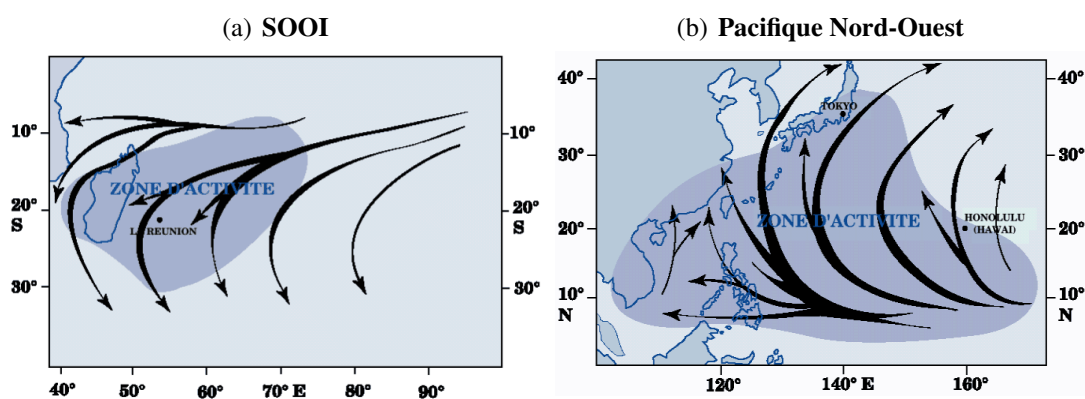 (a) SOOI
10°
20°
S
30°
10°
20°
S
30°
ZONE D'ACTIVITE
LA REUNION
40° 50° 60° 70° E 80° 90°
(b) Pacifique Nord-Ouest
40°
30°
20°
10°
N
40°
30°
20°
10°
N
TOKYO
ZONE D'ACTIVITE
HONOLULU
(HAWAI)
120° 140° E 160°